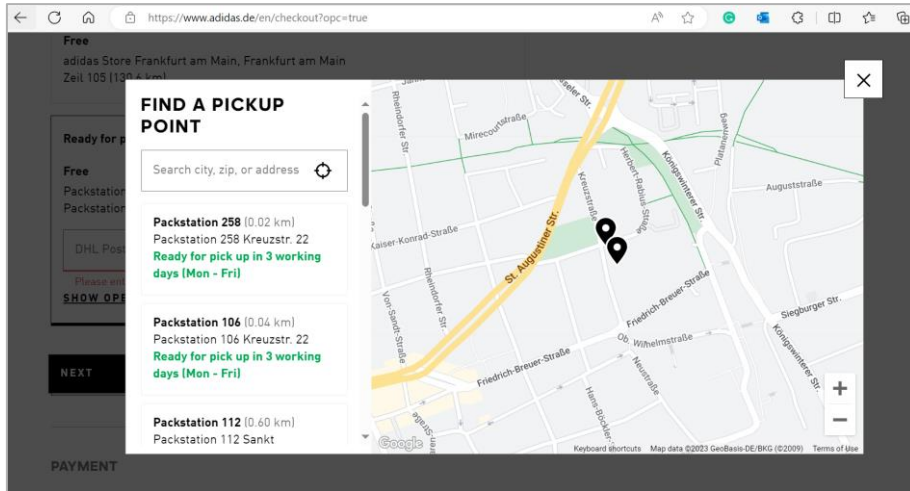 https://www.adidas.de/en/checkout?opc=true
Free
adidas Store Frankfurt am Main, Frankfurt am Main
Zeil 105 (130.6 km)
Ready for p
Free
Packstation
Packstation
DHL Post
Please ent
SHOW OPE
NEXT
PAYMENT
FIND A PICKUP
POINT
Search city, zip, or address
Packstation 258 (0.02 km)
Packstation 258 Kreuzstr. 22
Ready for pick up in 3 working
days (Mon - Fri)
Packstation 106 (0.04 km)
Packstation 106 Kreuzstr. 22
Ready for pick up in 3 working
days (Mon - Fri)
Packstation 112 (0.60 km)
Packstation 112 Sankt
Rheindorfer Str.
Mirecourtstraße
Königswinterer Str.
Platanenweg
Auguststraße
Kreuzstraße
Herbert-Rabius-Straße
Kaiser-Konrad-Straße
St. Augustiner Str.
Rheindorfer Str.
Von-Sandt-Straße
Friedrich-Breuer-Straße
Siegburger Str.
Ob. Wilhelmstraße
Königswinterer Str.
Friedrich-Breuer-Straße
Neustraße
Hans-Böckler-
Google
Keyboard shortcuts Map data ©2023 GeoBasis-DE/BKG (©2009) Terms of Use